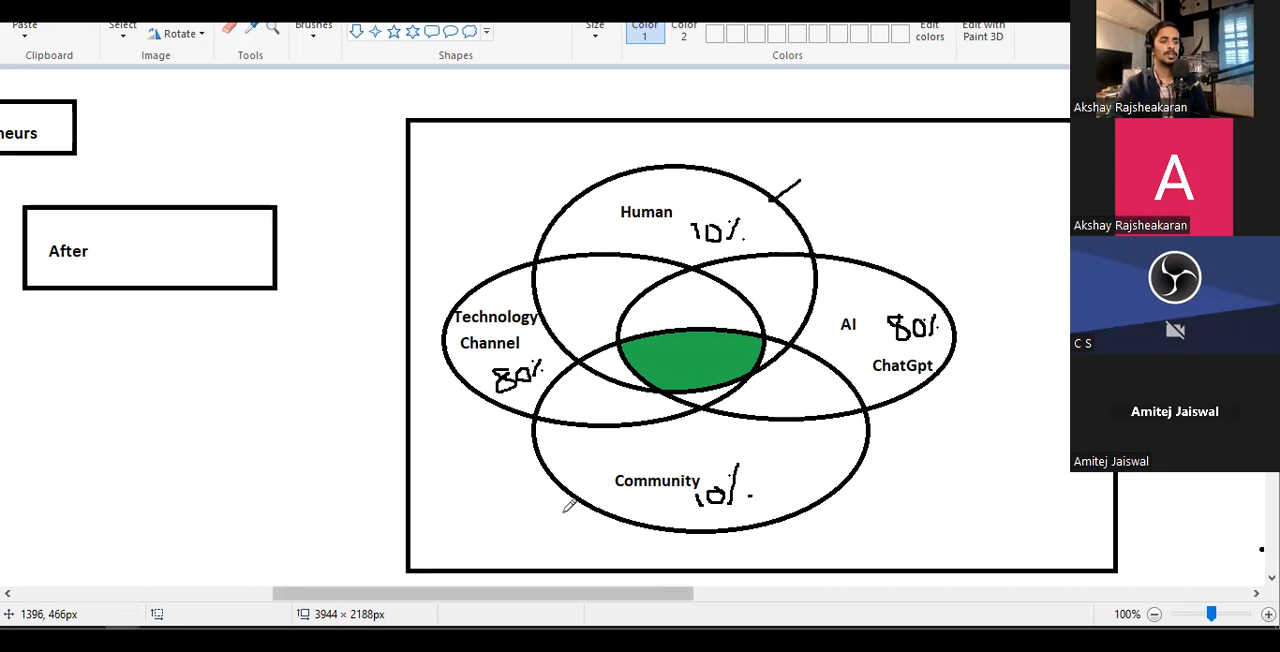 Paste
Select
Rotate
Brushes
Size
Color
1
Color
2
Edit
colors
Edit with
Paint 3D
Clipboard
Image
Tools
Shapes
Colors
neurs
After
Human
10%
Technology
Channel
80%
AI
80%
ChatGpt
Community
10%
Akshay Rajsheakaran
A
Akshay Rajsheakaran
C S
Amitej Jaiswal
Amitej Jaiswal
1396, 466px
3944 × 2188px
100%